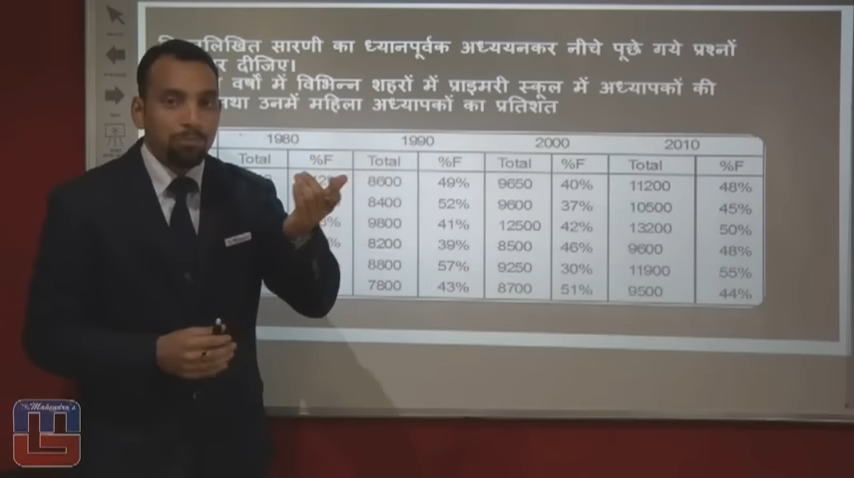 लिखित सारणी का ध्यानपूर्वक अध्ययनकर नीचे पूछे गये प्रश्नों
दीजिए।
वर्षों में विभिन्न शहरों में प्राइमरी स्कूल में अध्यापकों की
तथा उनमें महिला अध्यापकों का प्रतिशत
1980 1990 2000 2010
Total %F Total %F Total %F Total %F
8600 49% 9650 40% 11200 48%
8400 52% 9600 37% 10500 45%
9800 41% 12500 42% 13200 50%
8200 39% 8500 46% 9600 48%
8800 57% 9250 30% 11900 55%
7800 43% 8700 51% 9500 44%
Mahendra's